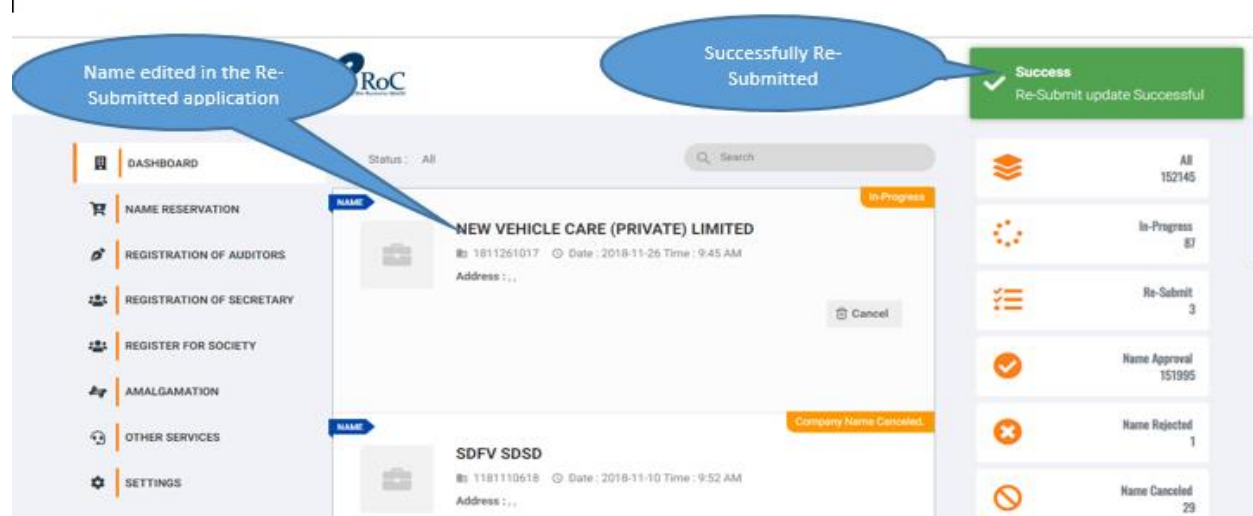 Name edited in the Re-
Submitted application
RoC
Successfully Re-
Submitted
Success
Re-Submit update Successful
DASHBOARD
NAME RESERVATION
REGISTRATION OF AUDITORS
REGISTRATION OF SECRETARY
REGISTER FOR SOCIETY
AMALGAMATION
OTHER SERVICES
SETTINGS
Status : All
Search
NAME
In-Progress
NEW VEHICLE CARE (PRIVATE) LIMITED
1811261017 Date : 2018-11-26 Time : 9:45 AM
Address : , ,
Cancel
NAME
Company Name Canceled.
SDFV SDSD
1181110618 Date : 2018-11-10 Time : 9:52 AM
Address : , ,
All
152145
In-Progress
87
Re-Submit
3
Name Approval
151995
Name Rejected
1
Name Canceled
29